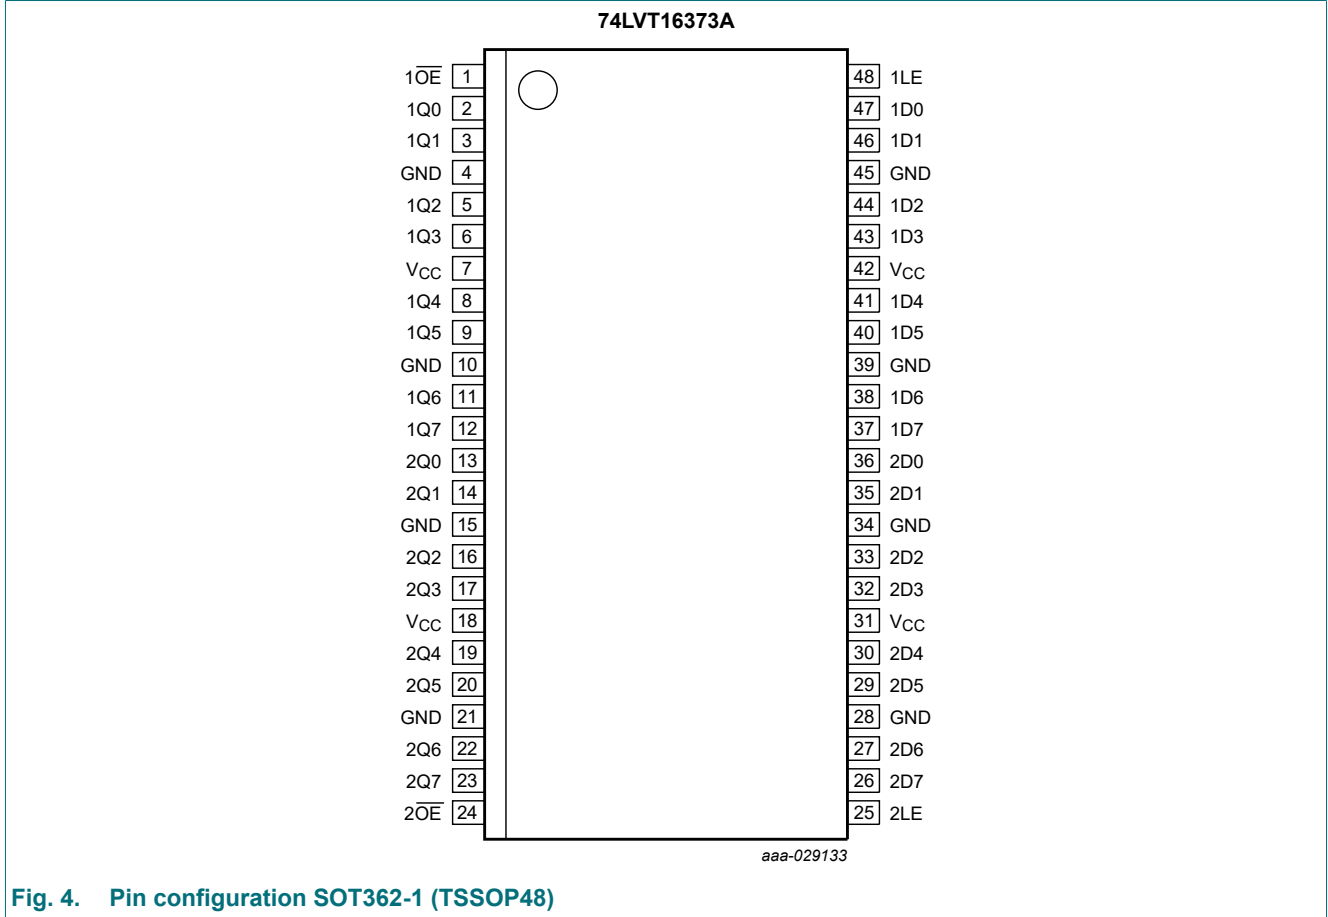 74LVT16373A
1OE 1 48 1LE
1Q0 2 47 1D0
1Q1 3 46 1D1
GND 4 45 GND
1Q2 5 44 1D2
1Q3 6 43 1D3
VCC 7 42 VCC
1Q4 8 41 1D4
1Q5 9 40 1D5
GND 10 39 GND
1Q6 11 38 1D6
1Q7 12 37 1D7
2Q0 13 36 2D0
2Q1 14 35 2D1
GND 15 34 GND
2Q2 16 33 2D2
2Q3 17 32 2D3
VCC 18 31 VCC
2Q4 19 30 2D4
2Q5 20 29 2D5
GND 21 28 GND
2Q6 22 27 2D6
2Q7 23 26 2D7
2OE 24 25 2LE
aaa-029133
Fig. 4. Pin configuration SOT362-1 (TSSOP48)